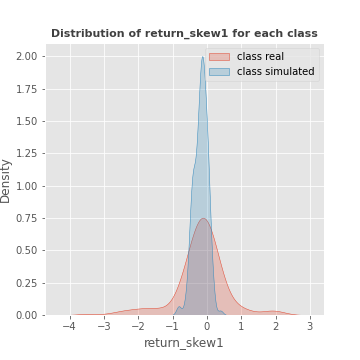 Distribution of return_skew1 for each class
class real
class simulated
2.00
1.75
1.50
1.25
1.00
0.75
0.50
0.25
0.00
Density
−4 −3 −2 −1 0 1 2 3
return_skew1